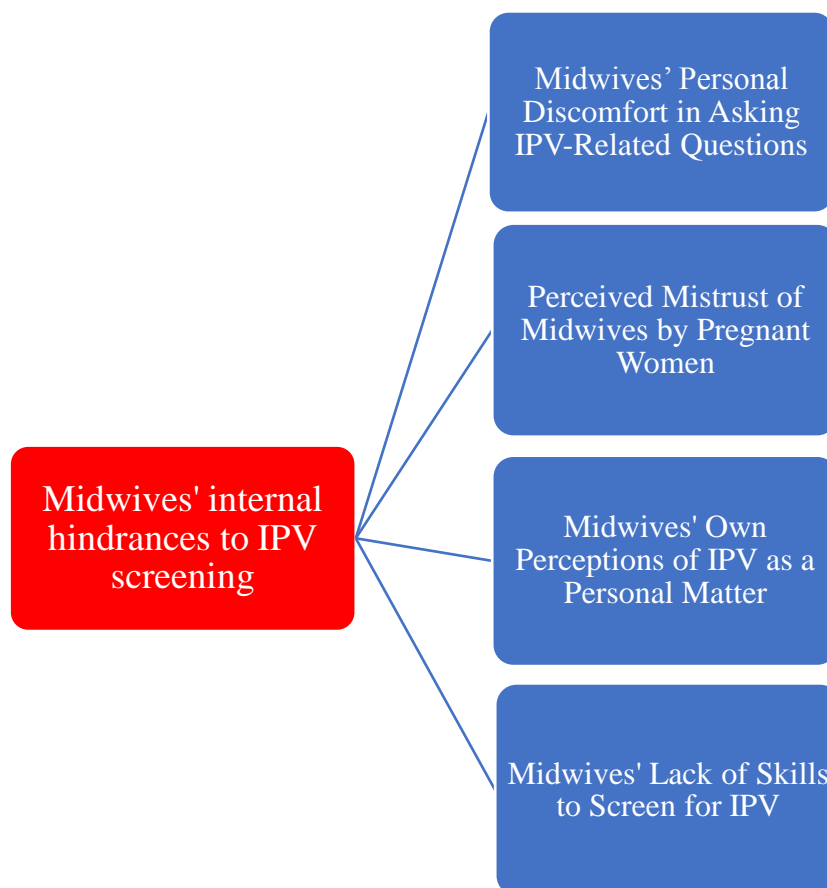 Midwives’ Personal
Discomfort in Asking
IPV-Related Questions
Perceived Mistrust of
Midwives by Pregnant
Women
Midwives' internal
hindrances to IPV
screening
Midwives' Own
Perceptions of IPV as a
Personal Matter
Midwives' Lack of Skills
to Screen for IPV